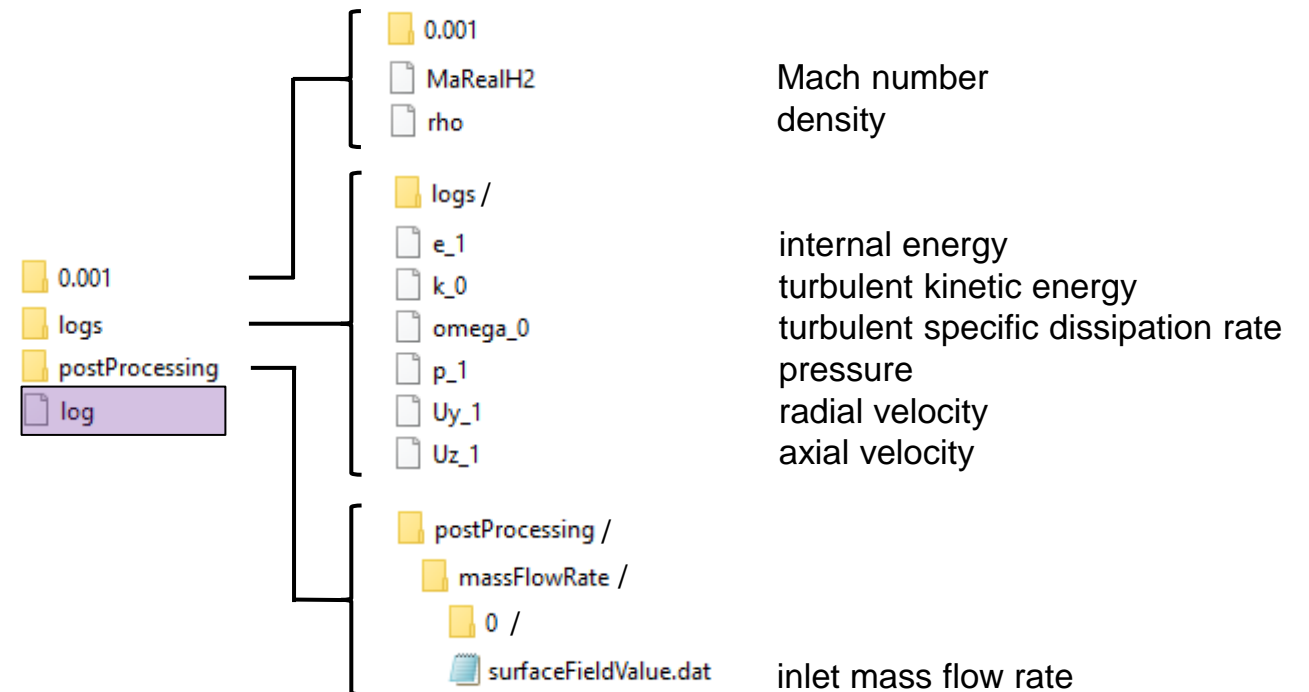 0.001
MaRealH2 Mach number
rho density
logs /
e_1 internal energy
0.001
k_0 turbulent kinetic energy
logs
omega_0 turbulent specific dissipation rate
postProcessing
p_1 pressure
log
Uy_1 radial velocity
Uz_1 axial velocity
postProcessing /
massFlowRate /
0 /
surfaceFieldValue.dat inlet mass flow rate